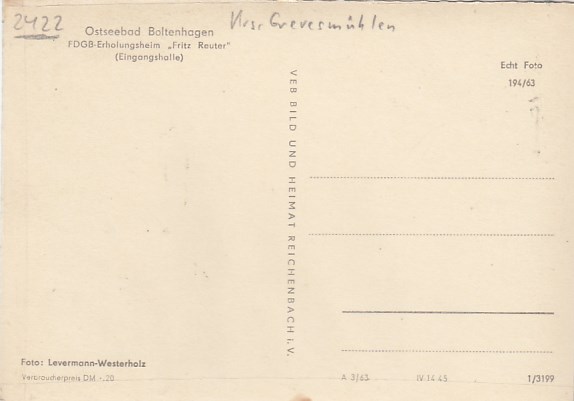 2422
Krsr Grevesmühlen
Ostseebad Boltenhagen
FDGB-Erholungsheim „Fritz Reuter"
(Eingangshalle)
Echt Foto
194/63
VEB BILD UND HEIMAT REICHENBACH i. V.
Foto: Levermann-Westerholz
Verbraucherpreis DM -.20
A 3/63 IV 14 45 1/3199